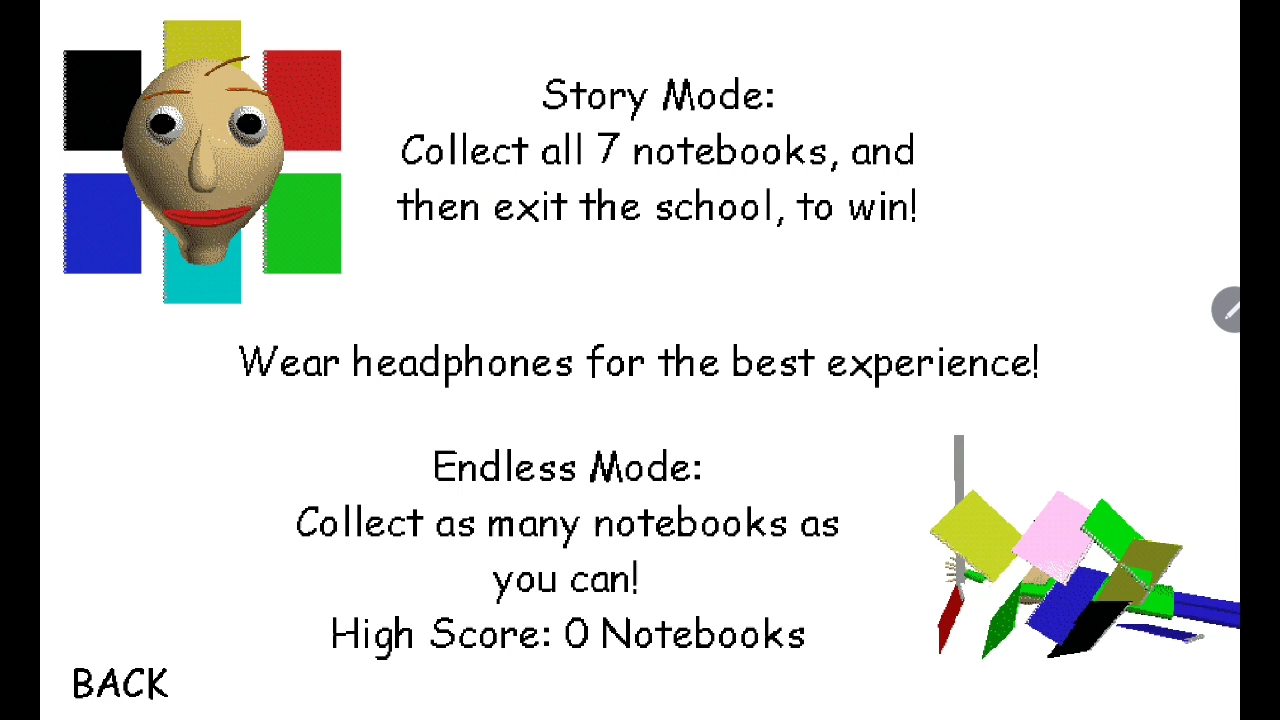 Story Mode:
Collect all 7 notebooks, and
then exit the school, to win!
Wear headphones for the best experience!
Endless Mode:
Collect as many notebooks as
you can!
High Score: 0 Notebooks
BACK